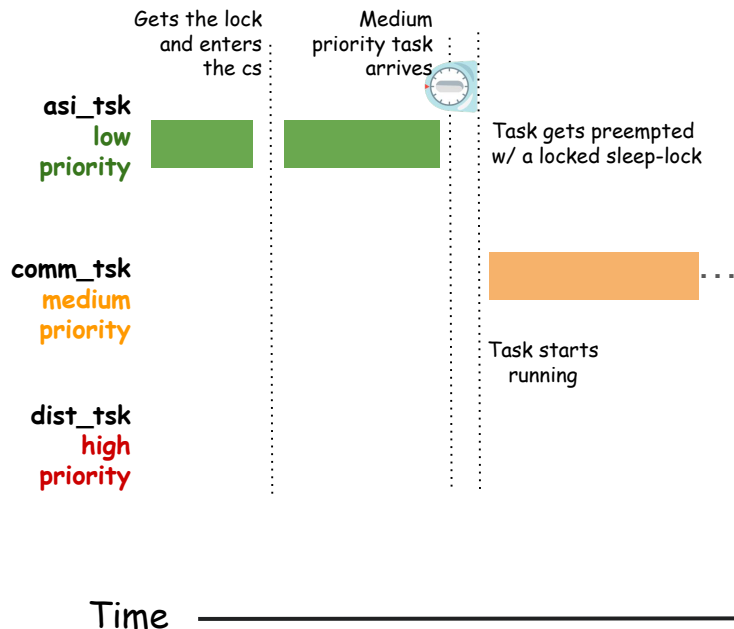 Gets the lock
and enters
the cs
Medium
priority task
arrives
asi_tsk
low
priority
Task gets preempted
w/ a locked sleep-lock
comm_tsk
medium
priority
Task starts
running
dist_tsk
high
priority
Time